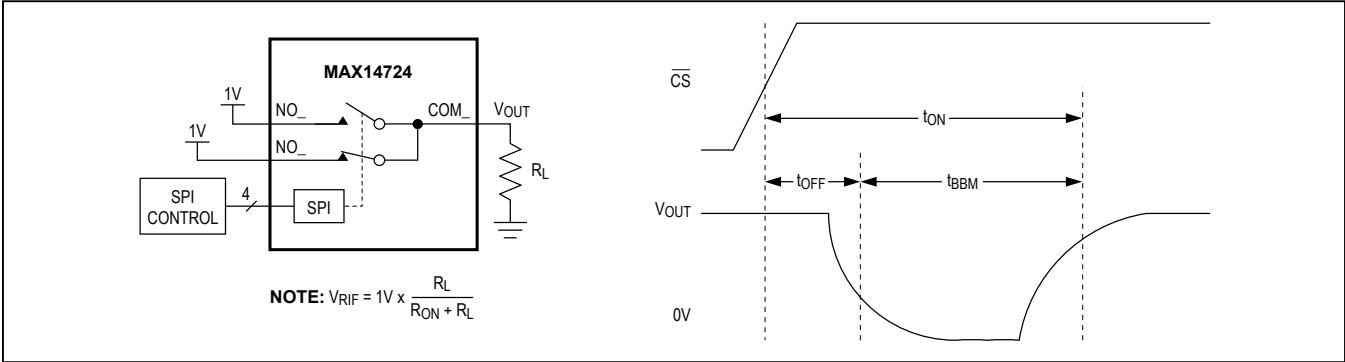 MAX14724
1V
NO_
COM_
VOUT
1V
NO_
RL
SPI
CONTROL
4
SPI
NOTE: VRIF = 1V x RL / RON + RL
CS
tON
tOFF
tBBM
VOUT
0V